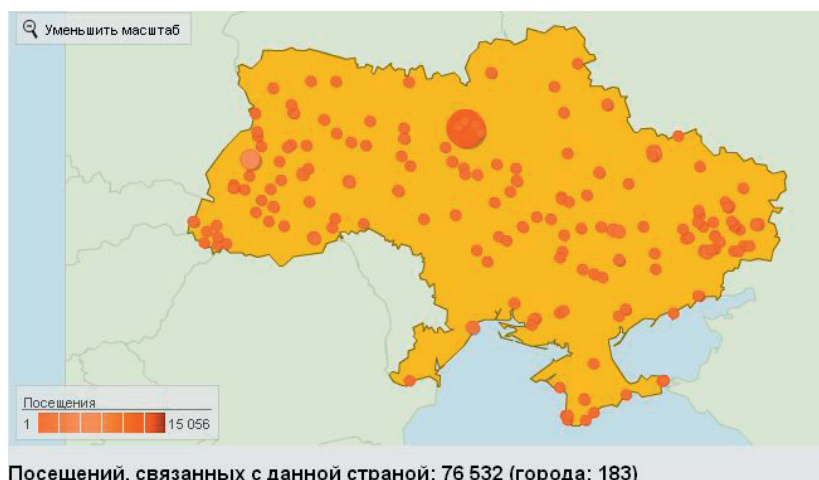 Уменьшить масштаб
Посещения
1 15 056
Посещений, связанных с данной страной: 76 532 (города: 183)